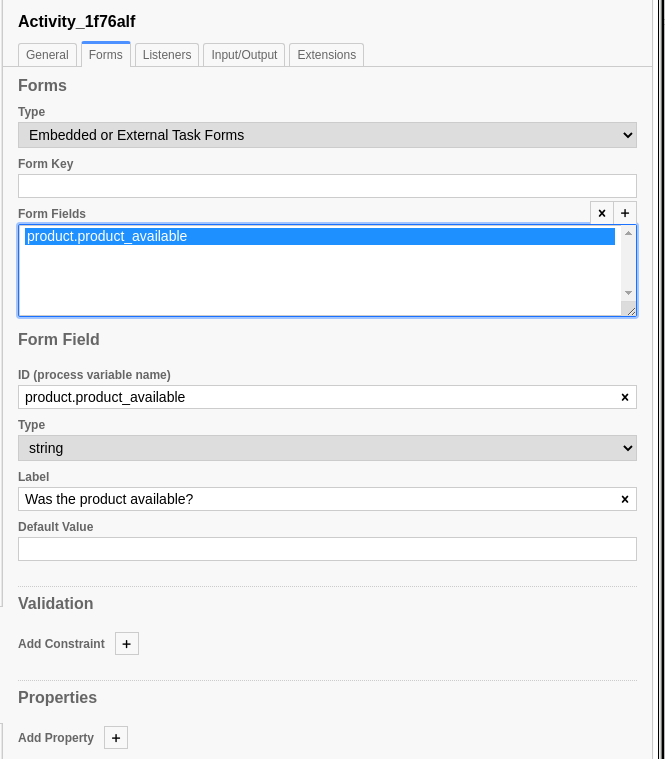 Activity_1f76alf
General Forms Listeners Input/Output Extensions
Forms
Type
Embedded or External Task Forms
Form Key
Form Fields × +
product.product_available
Form Field
ID (process variable name)
product.product_available ×
Type
string
Label
Was the product available? ×
Default Value
Validation
Add Constraint +
Properties
Add Property +